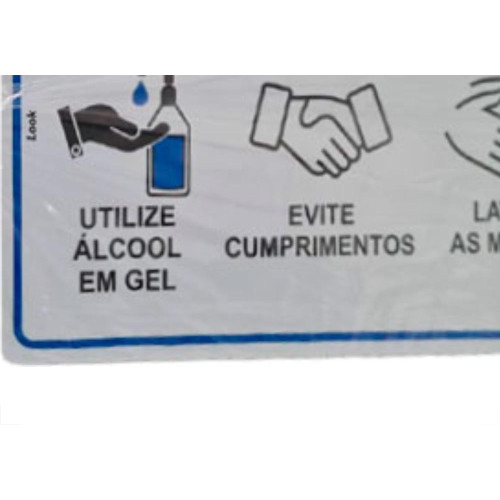 Look
UTILIZE
ÁLCOOL
EM GEL
EVITE
CUMPRIMENTOS
LA
AS M